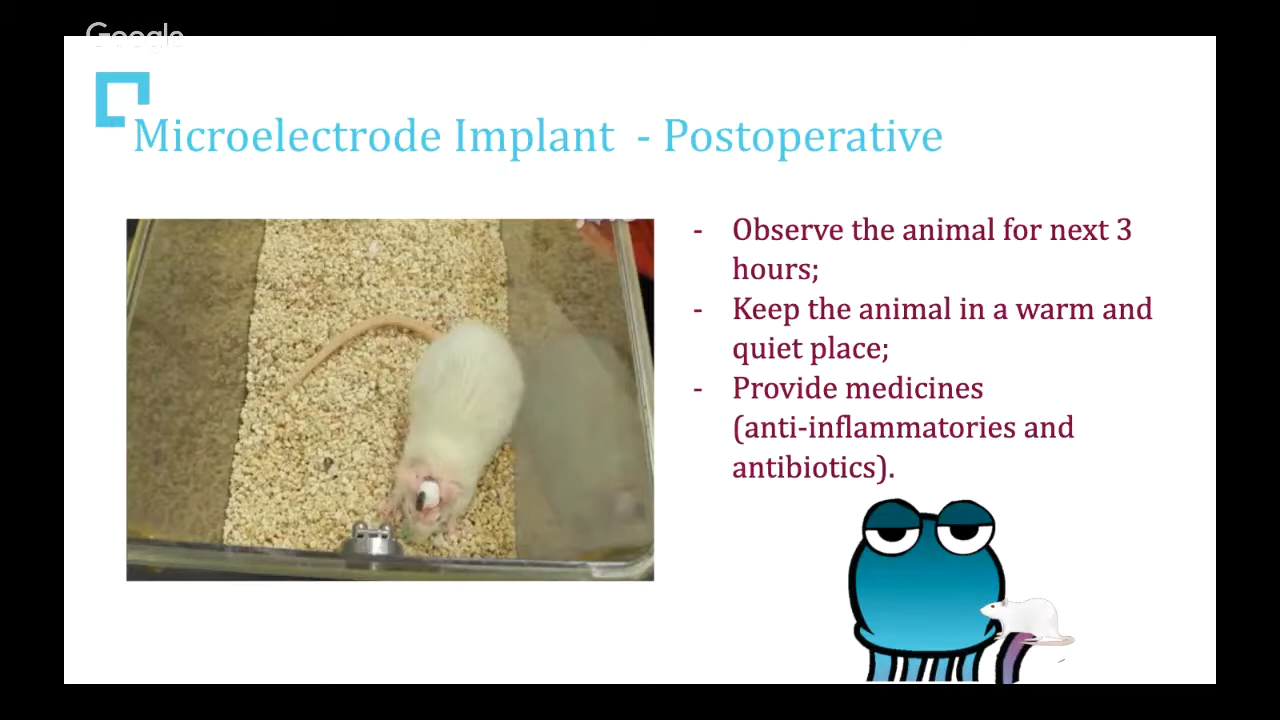 Google
Microelectrode Implant - Postoperative
- Observe the animal for next 3
hours;
- Keep the animal in a warm and
quiet place;
- Provide medicines
(anti-inflammatories and
antibiotics).